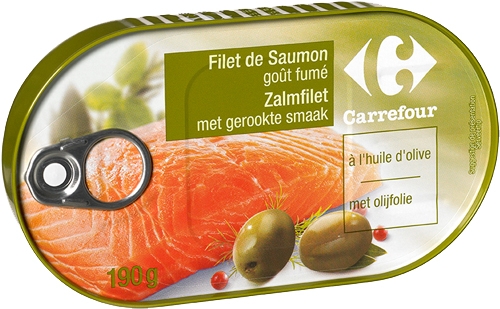 Filet de Saumon
goût fumé
Zalmfilet
met gerookte smaak
Carrefour
à l'huile d'olive
met olijfolie
190g